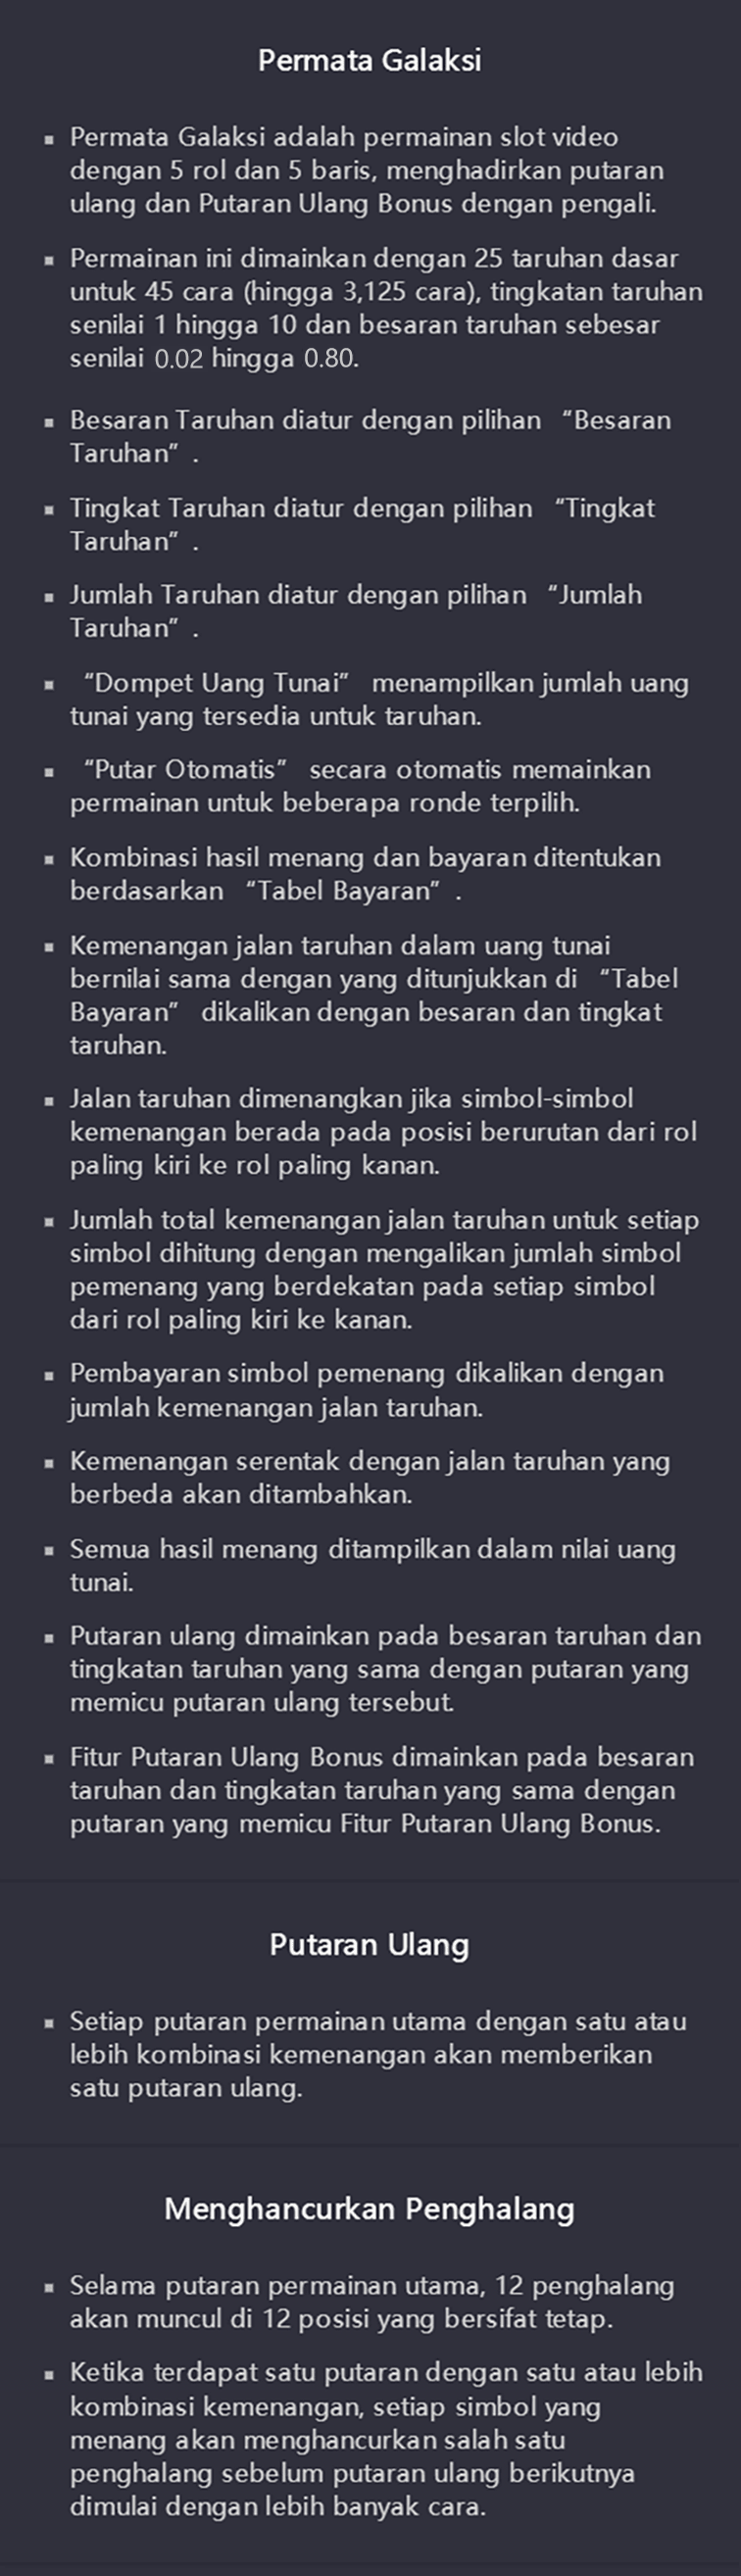 Permata Galaksi
▪ Permata Galaksi adalah permainan slot video
dengan 5 rol dan 5 baris, menghadirkan putaran
ulang dan Putaran Ulang Bonus dengan pengali.
▪ Permainan ini dimainkan dengan 25 taruhan dasar
untuk 45 cara (hingga 3,125 cara), tingkatan taruhan
senilai 1 hingga 10 dan besaran taruhan sebesar
senilai 0.02 hingga 0.80.
▪ Besaran Taruhan diatur dengan pilihan “Besaran
Taruhan” .
▪ Tingkat Taruhan diatur dengan pilihan “Tingkat
Taruhan” .
▪ Jumlah Taruhan diatur dengan pilihan “Jumlah
Taruhan” .
▪ “Dompet Uang Tunai” menampilkan jumlah uang
tunai yang tersedia untuk taruhan.
▪ “Putar Otomatis” secara otomatis memainkan
permainan untuk beberapa ronde terpilih.
▪ Kombinasi hasil menang dan bayaran ditentukan
berdasarkan “Tabel Bayaran” .
▪ Kemenangan jalan taruhan dalam uang tunai
bernilai sama dengan yang ditunjukkan di “Tabel
Bayaran” dikalikan dengan besaran dan tingkat
taruhan.
▪ Jalan taruhan dimenangkan jika simbol-simbol
kemenangan berada pada posisi berurutan dari rol
paling kiri ke rol paling kanan.
▪ Jumlah total kemenangan jalan taruhan untuk setiap
simbol dihitung dengan mengalikan jumlah simbol
pemenang yang berdekatan pada setiap simbol
dari rol paling kiri ke kanan.
▪ Pembayaran simbol pemenang dikalikan dengan
jumlah kemenangan jalan taruhan.
▪ Kemenangan serentak dengan jalan taruhan yang
berbeda akan ditambahkan.
▪ Semua hasil menang ditampilkan dalam nilai uang
tunai.
▪ Putaran ulang dimainkan pada besaran taruhan dan
tingkatan taruhan yang sama dengan putaran yang
memicu putaran ulang tersebut.
▪ Fitur Putaran Ulang Bonus dimainkan pada besaran
taruhan dan tingkatan taruhan yang sama dengan
putaran yang memicu Fitur Putaran Ulang Bonus.
Putaran Ulang
▪ Setiap putaran permainan utama dengan satu atau
lebih kombinasi kemenangan akan memberikan
satu putaran ulang.
Menghancurkan Penghalang
▪ Selama putaran permainan utama, 12 penghalang
akan muncul di 12 posisi yang bersifat tetap.
▪ Ketika terdapat satu putaran dengan satu atau lebih
kombinasi kemenangan, setiap simbol yang
menang akan menghancurkan salah satu
penghalang sebelum putaran ulang berikutnya
dimulai dengan lebih banyak cara.